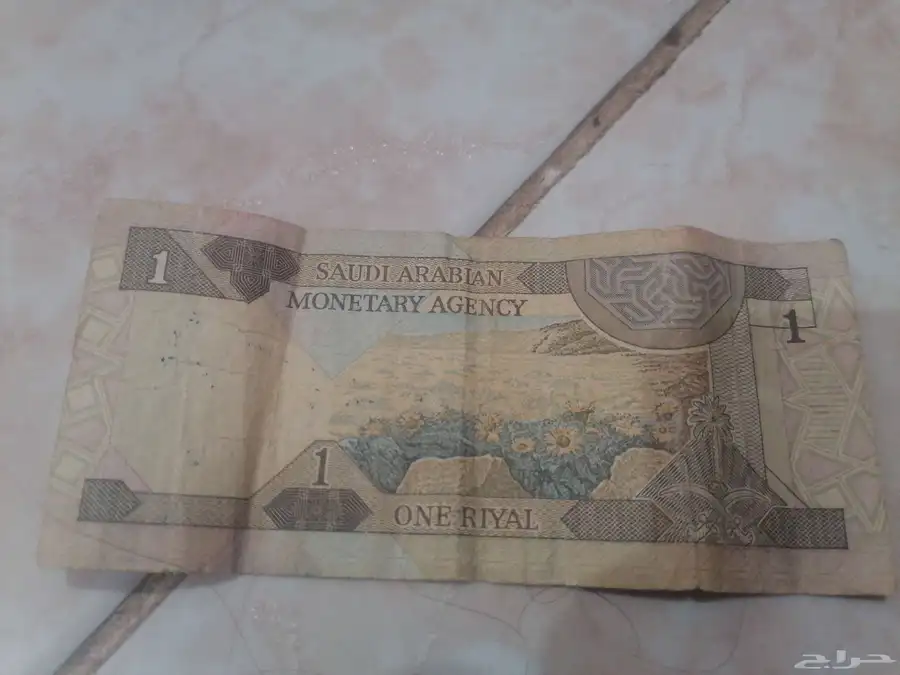 1
SAUDI ARABIAN
MONETARY AGENCY
1
1
ONE RIYAL
حراج